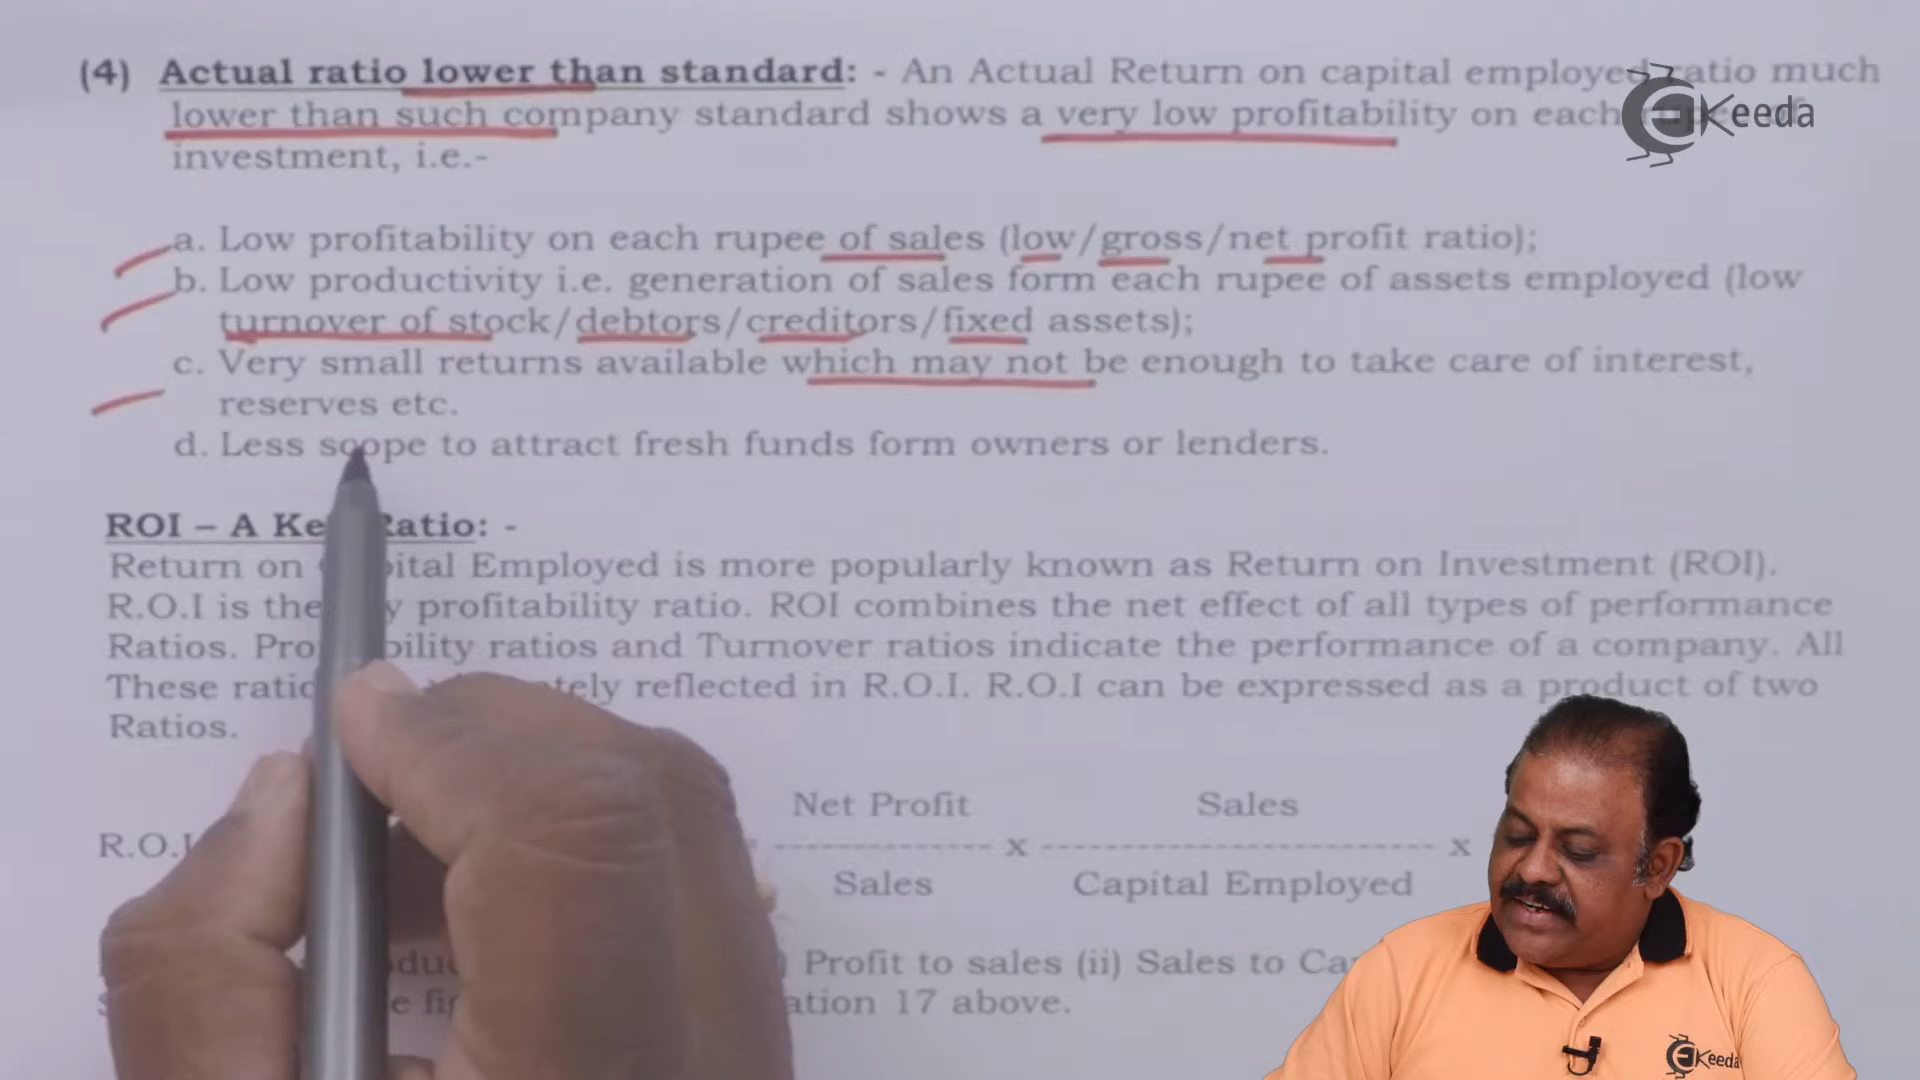 (4) Actual ratio lower than standard: - An Actual Return on capital employed ratio much
lower than such company standard shows a very low profitability on each rupee of
investment, i.e.-
Keeda
a. Low profitability on each rupee of sales (low/gross/net profit ratio);
b. Low productivity i.e. generation of sales form each rupee of assets employed (low
turnover of stock/debtors/creditors/fixed assets);
c. Very small returns available which may not be enough to take care of interest,
reserves etc.
d. Less scope to attract fresh funds form owners or lenders.
ROI – A Key Ratio: -
Return on Capital Employed is more popularly known as Return on Investment (ROI).
R.O.I is the profitability ratio. ROI combines the net effect of all types of performance
Ratios. Profitability ratios and Turnover ratios indicate the performance of a company. All
These reflected in R.O.I. R.O.I can be expressed as a product of two
Ratios.
Net Profit Sales
R.O.I ------------- x ------------------------ x
Sales Capital Employed
Profit to sales (ii) Sales to
17 above.
Keeda